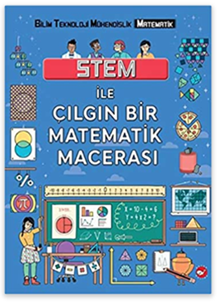 BİLİM TEKNOLOJİ MÜHENDİSLİK MATEMATİK
STEM
İLE
ÇILGIN BİR
MATEMATİK
MACERASI
%
π